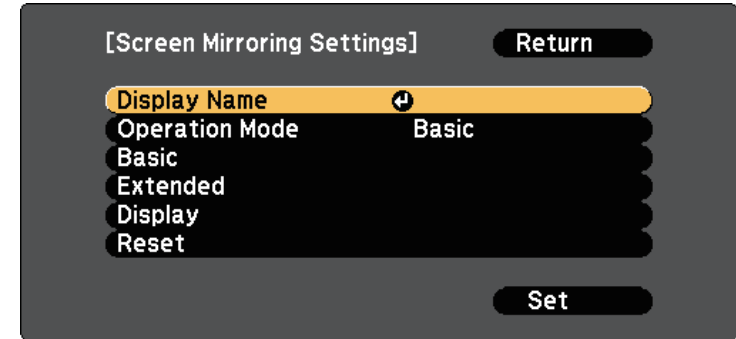 [Screen Mirroring Settings] Return
Display Name
Operation Mode Basic
Basic
Extended
Display
Reset
Set